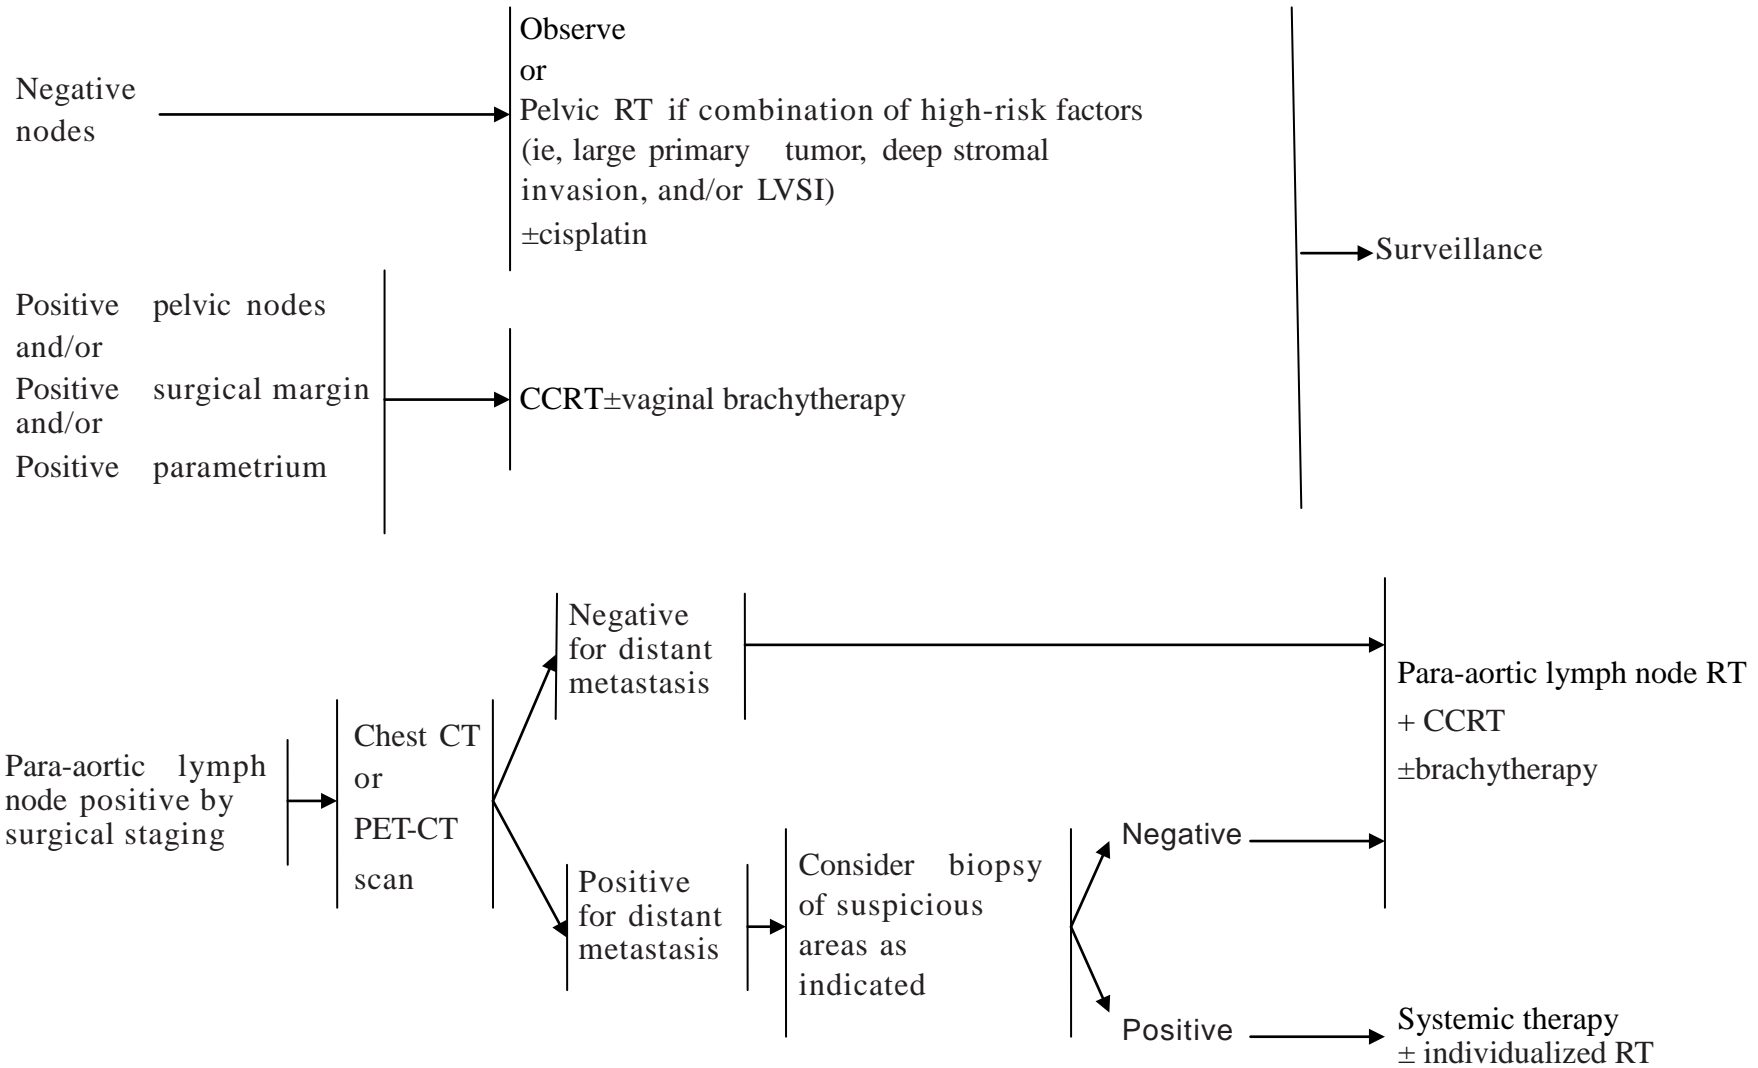 Negative
nodes
Observe
or
Pelvic RT if combination of high-risk factors
(ie, large primary tumor, deep stromal
invasion, and/or LVSI)
±cisplatin
Surveillance
Positive pelvic nodes
and/or
Positive surgical margin
and/or
Positive parametrium
CCRT±vaginal brachytherapy
Para-aortic lymph
node positive by
surgical staging
Chest CT
or
PET-CT
scan
Negative
for distant
metastasis
Positive
for distant
metastasis
Consider biopsy
of suspicious
areas as
indicated
Negative
Positive
Para-aortic lymph node RT
+ CCRT
±brachytherapy
Systemic therapy
± individualized RT